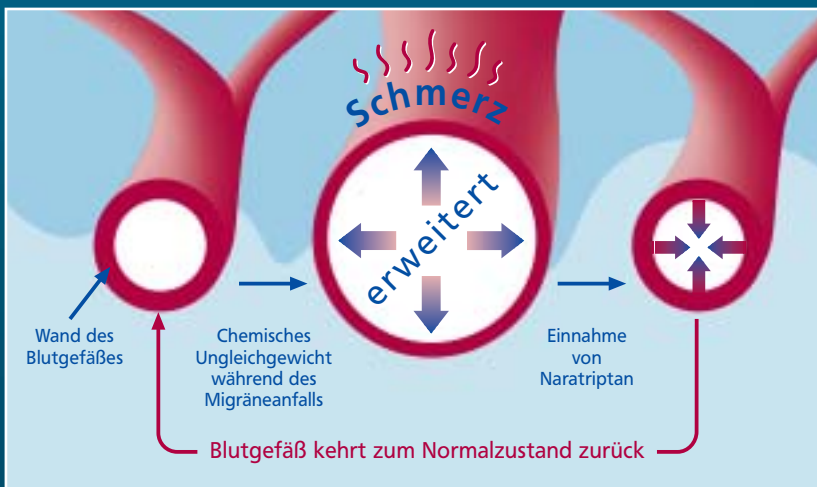 Schmerz
erweitert
Wand des
Blutgefäßes
Chemisches
Ungleichgewicht
während des
Migräneanfalls
Einnahme
von
Naratriptan
Blutgefäß kehrt zum Normalzustand zurück